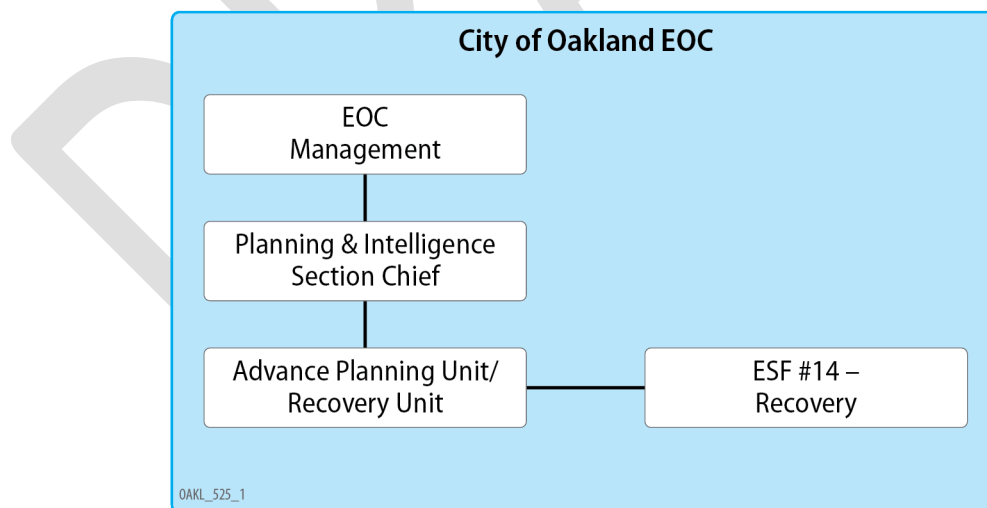 City of Oakland EOC
EOC
Management
Planning & Intelligence
Section Chief
Advance Planning Unit/
Recovery Unit
ESF #14 –
Recovery
OAKL_525_1